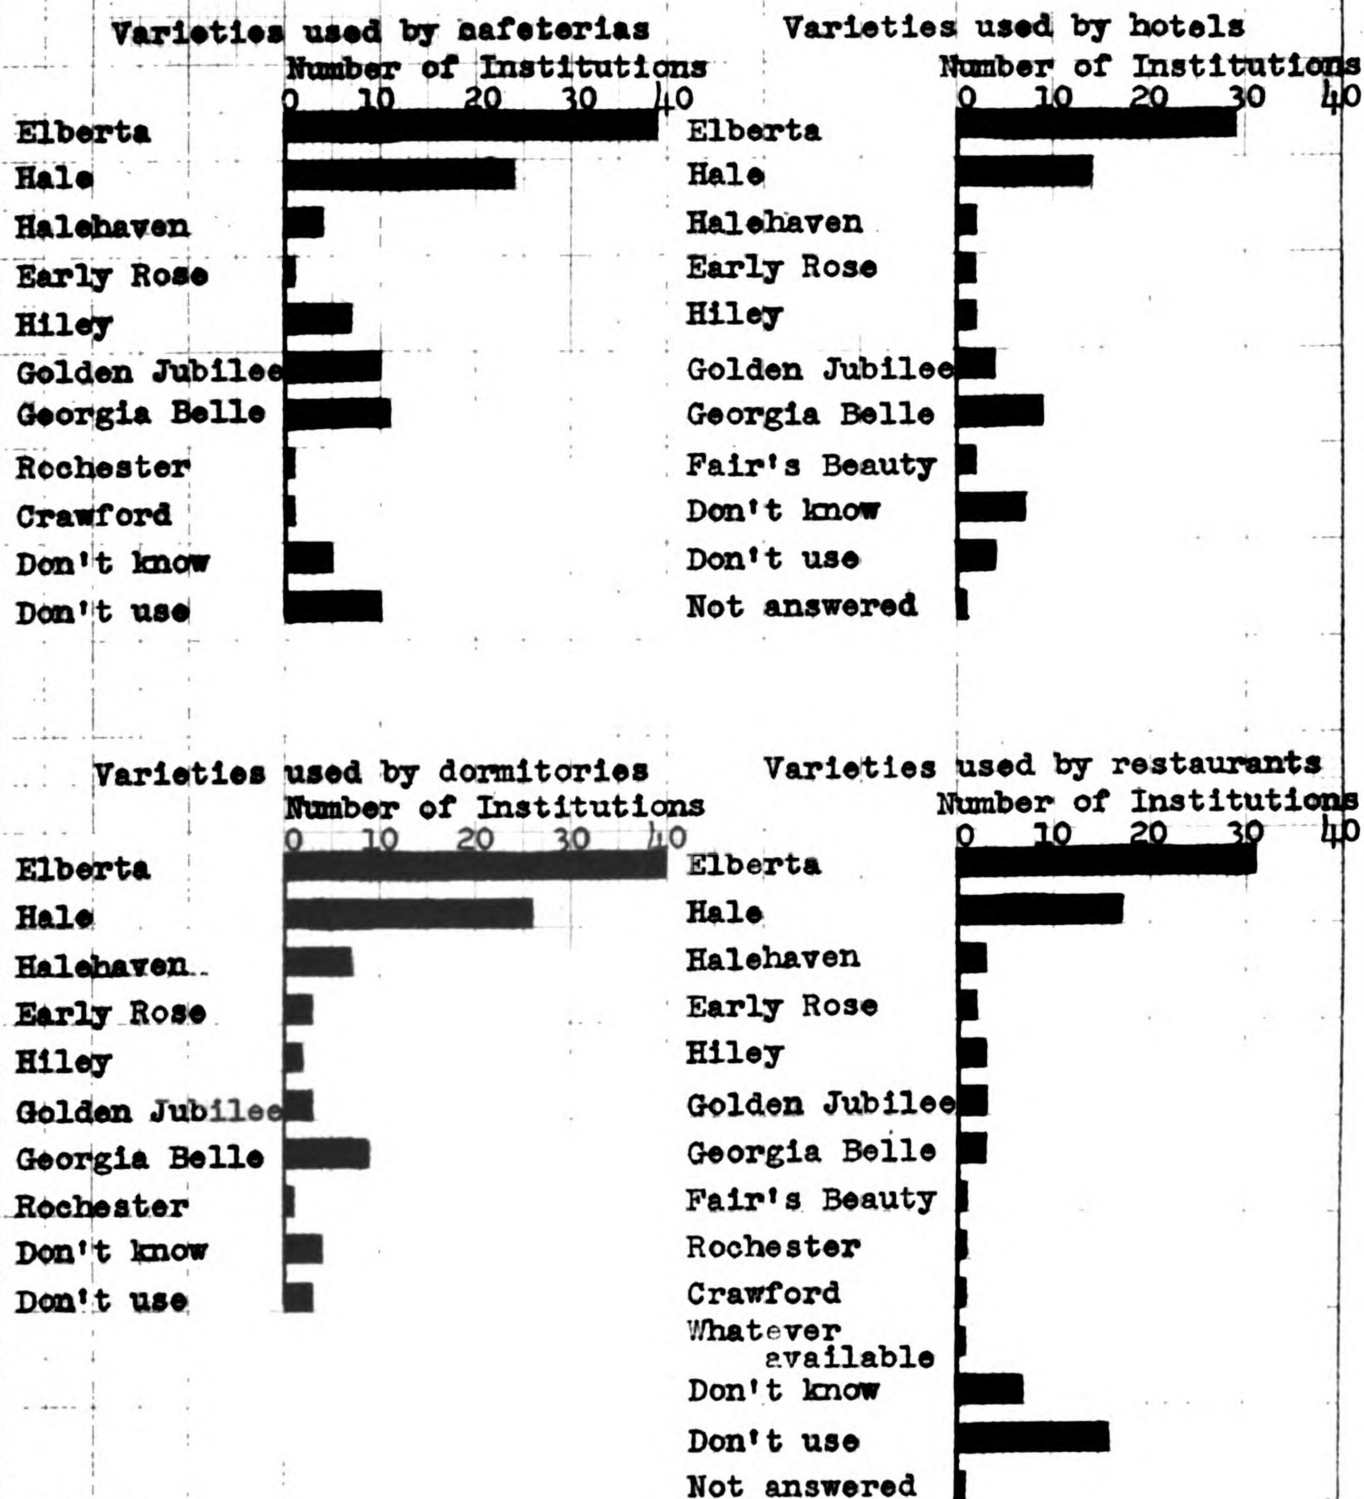 Varieties used by cafeterias
Number of Institutions
0 10 20 30 40
Elberta
Hale
Halehaven
Early Rose
Hiley
Golden Jubilee
Georgia Belle
Rochester
Crawford
Don't know
Don't use
Varieties used by hotels
Number of Institutions
0 10 20 30 40
Elberta
Hale
Halehaven
Early Rose
Hiley
Golden Jubilee
Georgia Belle
Fair's Beauty
Don't know
Don't use
Not answered
Varieties used by dormitories
Number of Institutions
0 10 20 30 40
Elberta
Hale
Halehaven
Early Rose
Hiley
Golden Jubilee
Georgia Belle
Rochester
Don't know
Don't use
Varieties used by restaurants
Number of Institutions
0 10 20 30 40
Elberta
Hale
Halehaven
Early Rose
Hiley
Golden Jubilee
Georgia Belle
Fair's Beauty
Rochester
Crawford
Whatever
available
Don't know
Don't use
Not answered